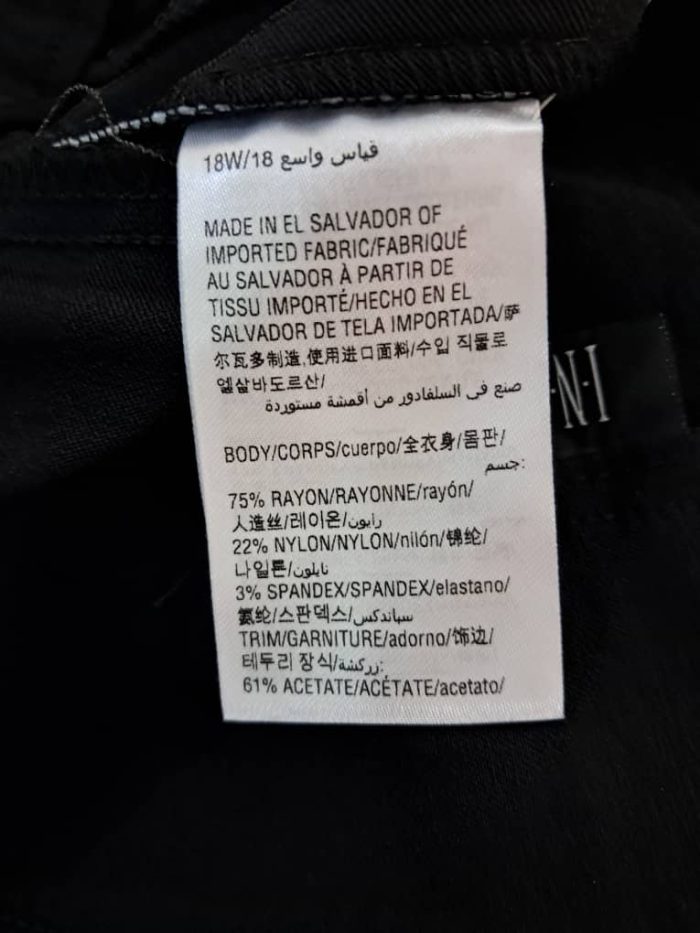 18W/18 قياس واسع
MADE IN EL SALVADOR OF
IMPORTED FABRIC/FABRIQUÉ
AU SALVADOR À PARTIR DE
TISSU IMPORTÉ/HECHO EN EL
SALVADOR DE TELA IMPORTADA/萨
尔瓦多制造,使用进口面料/수입 직물로
엘살바도르산/
صنع في السلفادور من أقمشة مستوردة
BODY/CORPS/cuerpo/全衣身/몸판/
جسم:
75% RAYON/RAYONNE/rayón/
人造丝/레이온/رايون
22% NYLON/NYLON/nilón/锦纶/
나일론/نايلون
3% SPANDEX/SPANDEX/elastano/
氨纶/스판덱스/سباندكس
TRIM/GARNITURE/adorno/饰边/
테두리 장식/زركشة:
61% ACETATE/ACÉTATE/acetato/
·N·I